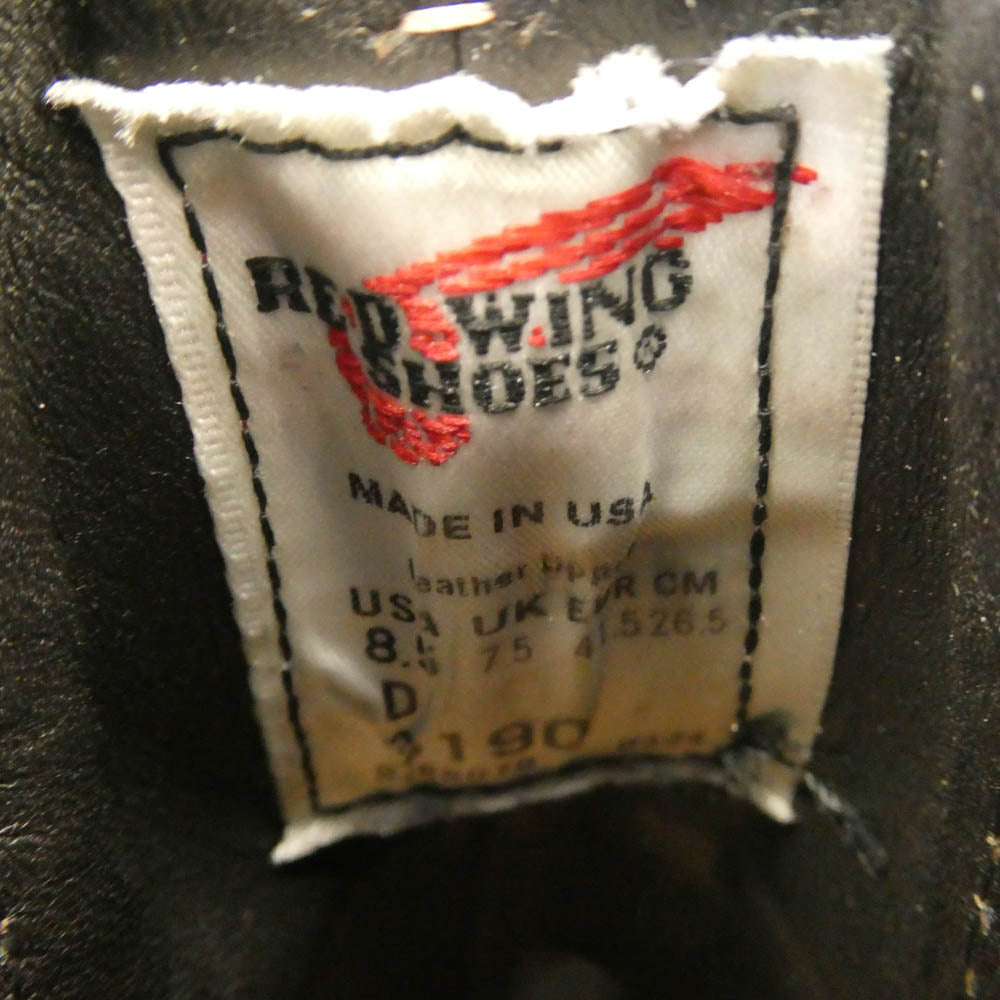 RED WING
SHOES®
MADE IN USA
Leather Upper
USA UK EUR CM
8.5 7.5 41.5 26.5
D